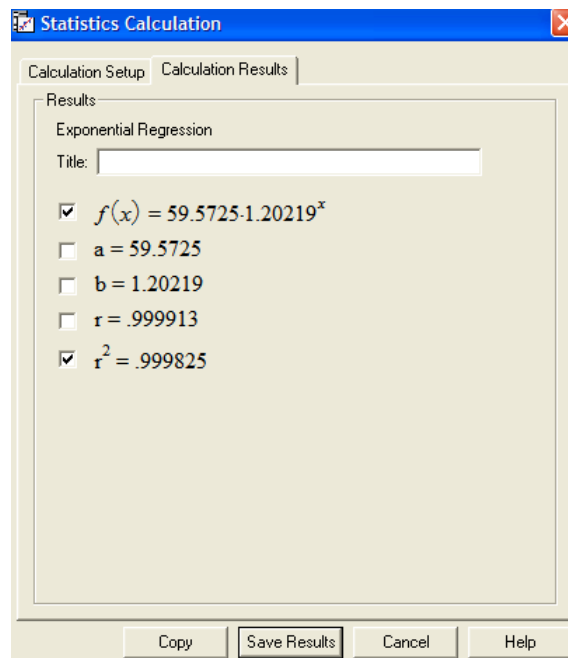 Statistics Calculation
Calculation Setup Calculation Results
Results
Exponential Regression
Title:
f(x) = 59.5725·1.20219^x
a = 59.5725
b = 1.20219
r = .999913
r² = .999825
Copy Save Results Cancel Help